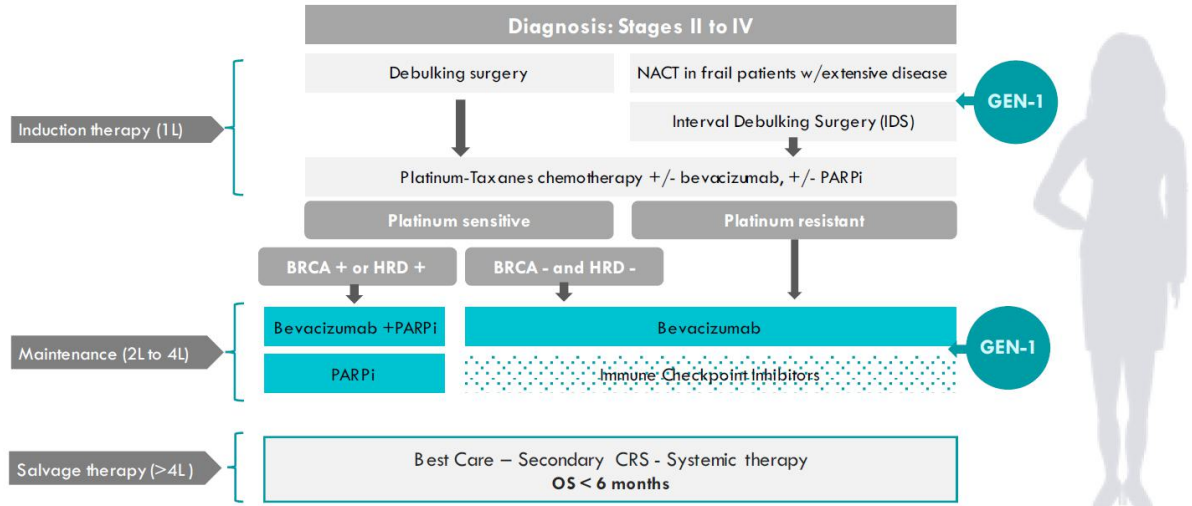 Diagnosis: Stages II to IV
Debulking surgery
NACT in frail patients w/extensive disease
GEN-1
Induction therapy (1L)
Interval Debulking Surgery (IDS)
Platinum-Taxanes chemotherapy +/- bevacizumab, +/- PARPi
Platinum sensitive
Platinum resistant
BRCA + or HRD +
BRCA - and HRD -
Maintenance (2L to 4L)
Bevacizumab +PARPi
Bevacizumab
GEN-1
PARPi
Immune Checkpoint Inhibitors
Salvage therapy (>4L)
Best Care – Secondary CRS - Systemic therapy
OS < 6 months